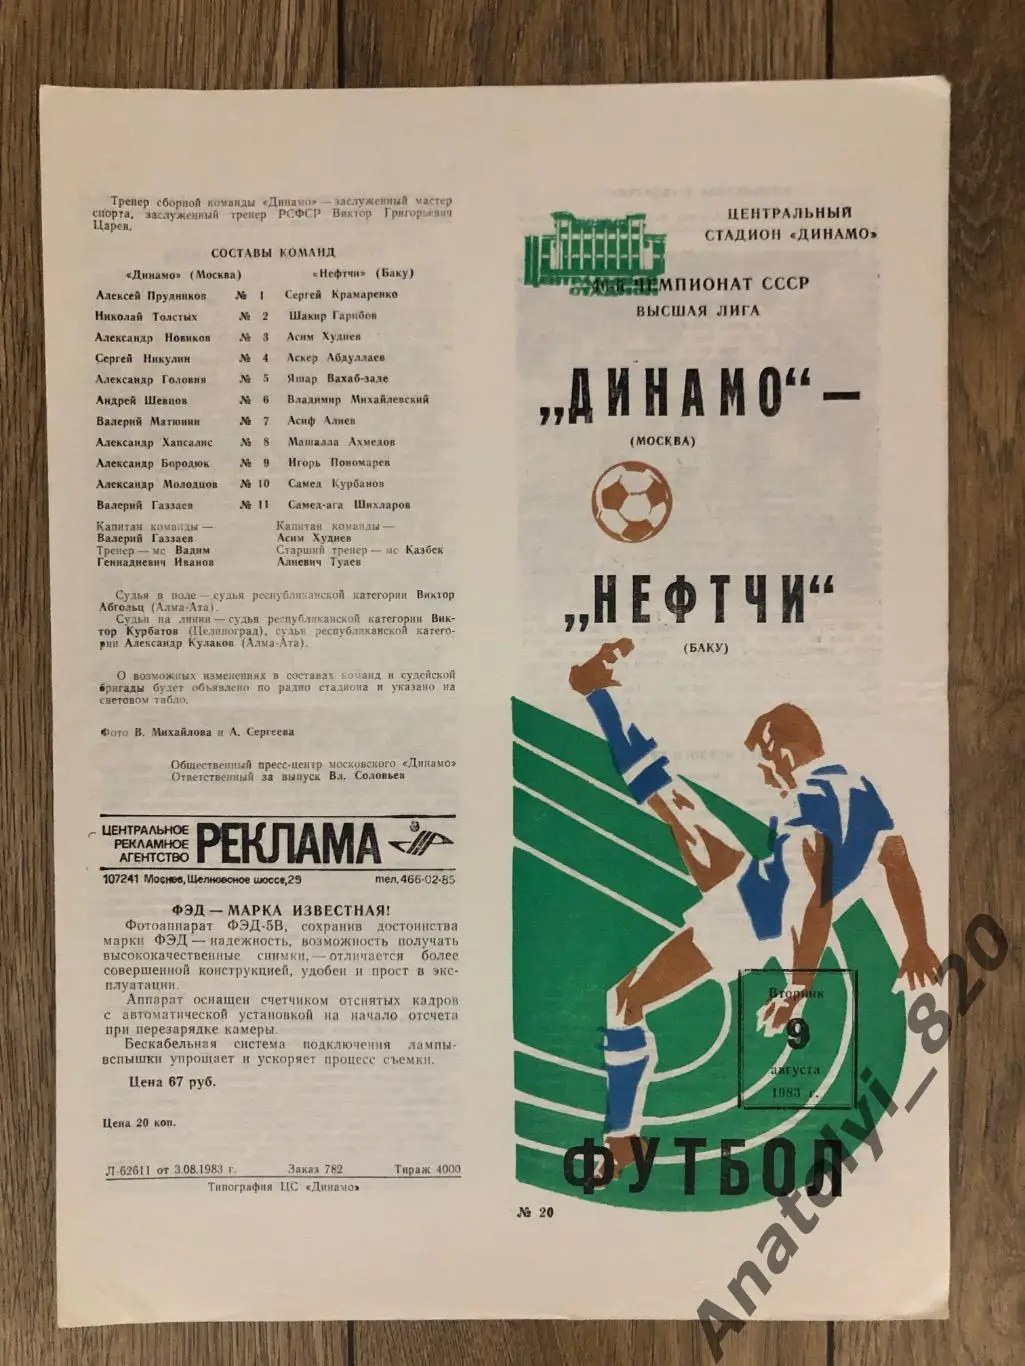 Тренер сборной команды «Динамо» — заслуженный мастер
спорта, заслуженный тренер РСФСР Виктор Григорьевич
Царев.
СОСТАВЫ КОМАНД
«Динамо» (Москва) «Нефтчи» (Баку)
Алексей Прудников № 1 Сергей Крамаренко
Николай Толстых № 2 Шакир Гарибов
Александр Новиков № 3 Асим Худиев
Сергей Никулин № 4 Аскер Абдуллаев
Александр Головня № 5 Яшар Вахаб-заде
Андрей Шевцов № 6 Владимир Михайлевский
Валерий Матюнин № 7 Асиф Алиев
Александр Хапсалис № 8 Машалла Ахмедов
Александр Бородюк № 9 Игорь Пономарев
Александр Молодцов № 10 Самед Курбанов
Валерий Газзаев № 11 Самед-ага Шихларов
Капитан команды — Капитан команды —
Валерий Газзаев Асим Худиев
Тренер — мс Вадим Старший тренер — мс Казбек
Геннадиевич Иванов Алиевич Туаев
Судья в поле — судья республиканской категории Виктор
Абгольц (Алма-Ата).
Судьи на линии — судья республиканской категории Вик-
тор Курбатов (Целиноград), судья республиканской катего-
рии Александр Кулаков (Алма-Ата).
О возможных изменениях в составах команд и судейской
бригады будет объявлено по радио стадиона и указано на
световом табло.
Фото В. Михайлова и А. Сергеева
Общественный пресс-центр московского «Динамо»
Ответственный за выпуск Вл. Соловьев
ЦЕНТРАЛЬНОЕ
РЕКЛАМНОЕ
АГЕНТСТВО
РЕКЛАМА
107241 Москва, Щелковское шоссе, 29 тел. 466-02-85
ФЭД — МАРКА ИЗВЕСТНАЯ!
Фотоаппарат ФЭД-5В, сохранив достоинства
марки ФЭД — надежность, возможность получать
высококачественные снимки, — отличается более
совершенной конструкцией, удобен и прост в экс-
плуатации.
Аппарат оснащен счетчиком отснятых кадров
с автоматической установкой на начало отсчета
при перезарядке камеры.
Бескабельная система подключения лампы-
вспышки упрощает и ускоряет процесс съемки.
Цена 67 руб.
Цена 20 коп.
Л-62611 от 3.08.1983 г. Заказ 782 Тираж 4000
Типография ЦС «Динамо»
ЦЕНТРАЛЬНЫЙ
СТАДИОН «ДИНАМО»
ЦЕНТРАЛЬНЫЙ
СТАДИОН
46-й ЧЕМПИОНАТ СССР
ВЫСШАЯ ЛИГА
„ДИНАМО“ —
(МОСКВА)
„НЕФТЧИ“
(БАКУ)
Вторник
9
августа
1983 г.
ФУТБОЛ
№ 20
Anatolyi_820